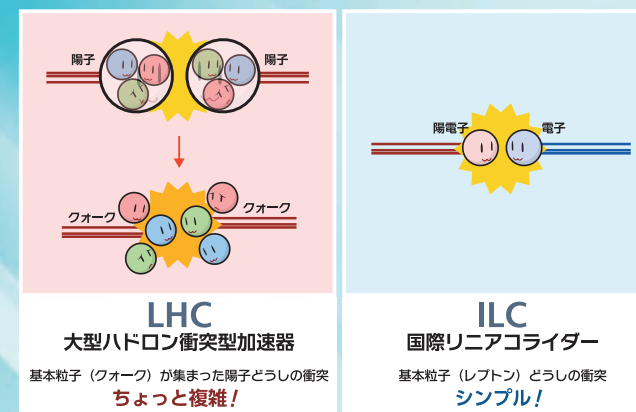 陽子
陽子
クォーク
クォーク
LHC
大型ハドロン衝突型加速器
基本粒子（クォーク）が集まった陽子どうしの衝突
ちょっと複雑！
陽電子
電子
ILC
国際リニアコライダー
基本粒子（レプトン）どうしの衝突
シンプル！